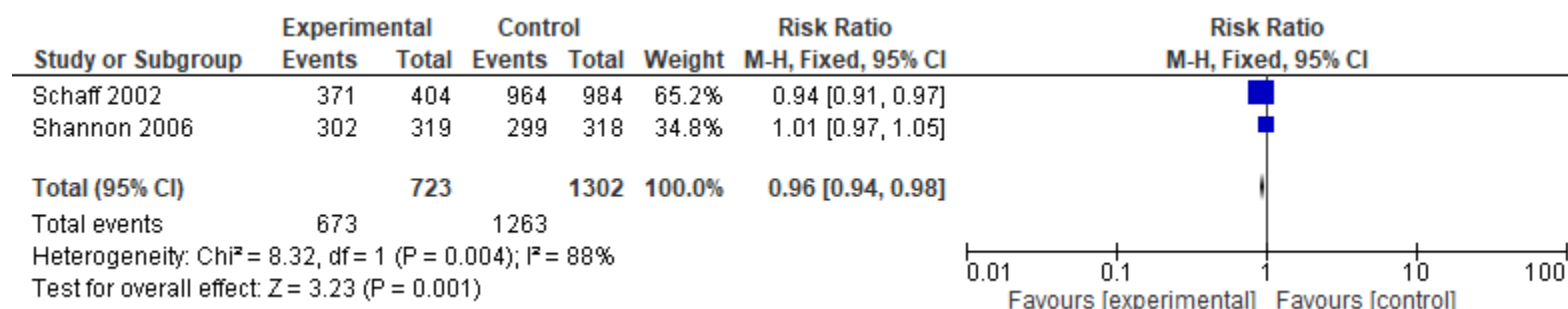 Experimental Control Risk Ratio Risk Ratio
Study or Subgroup Events Total Events Total Weight M-H, Fixed, 95% CI M-H, Fixed, 95% CI
Schaff 2002 371 404 964 984 65.2% 0.94 [0.91, 0.97]
Shannon 2006 302 319 299 318 34.8% 1.01 [0.97, 1.05]
Total (95% CI) 723 1302 100.0% 0.96 [0.94, 0.98]
Total events 673 1263
Heterogeneity: Chi² = 8.32, df = 1 (P = 0.004); I² = 88%
Test for overall effect: Z = 3.23 (P = 0.001)
0.01 0.1 1 10 100
Favours [experimental] Favours [control]